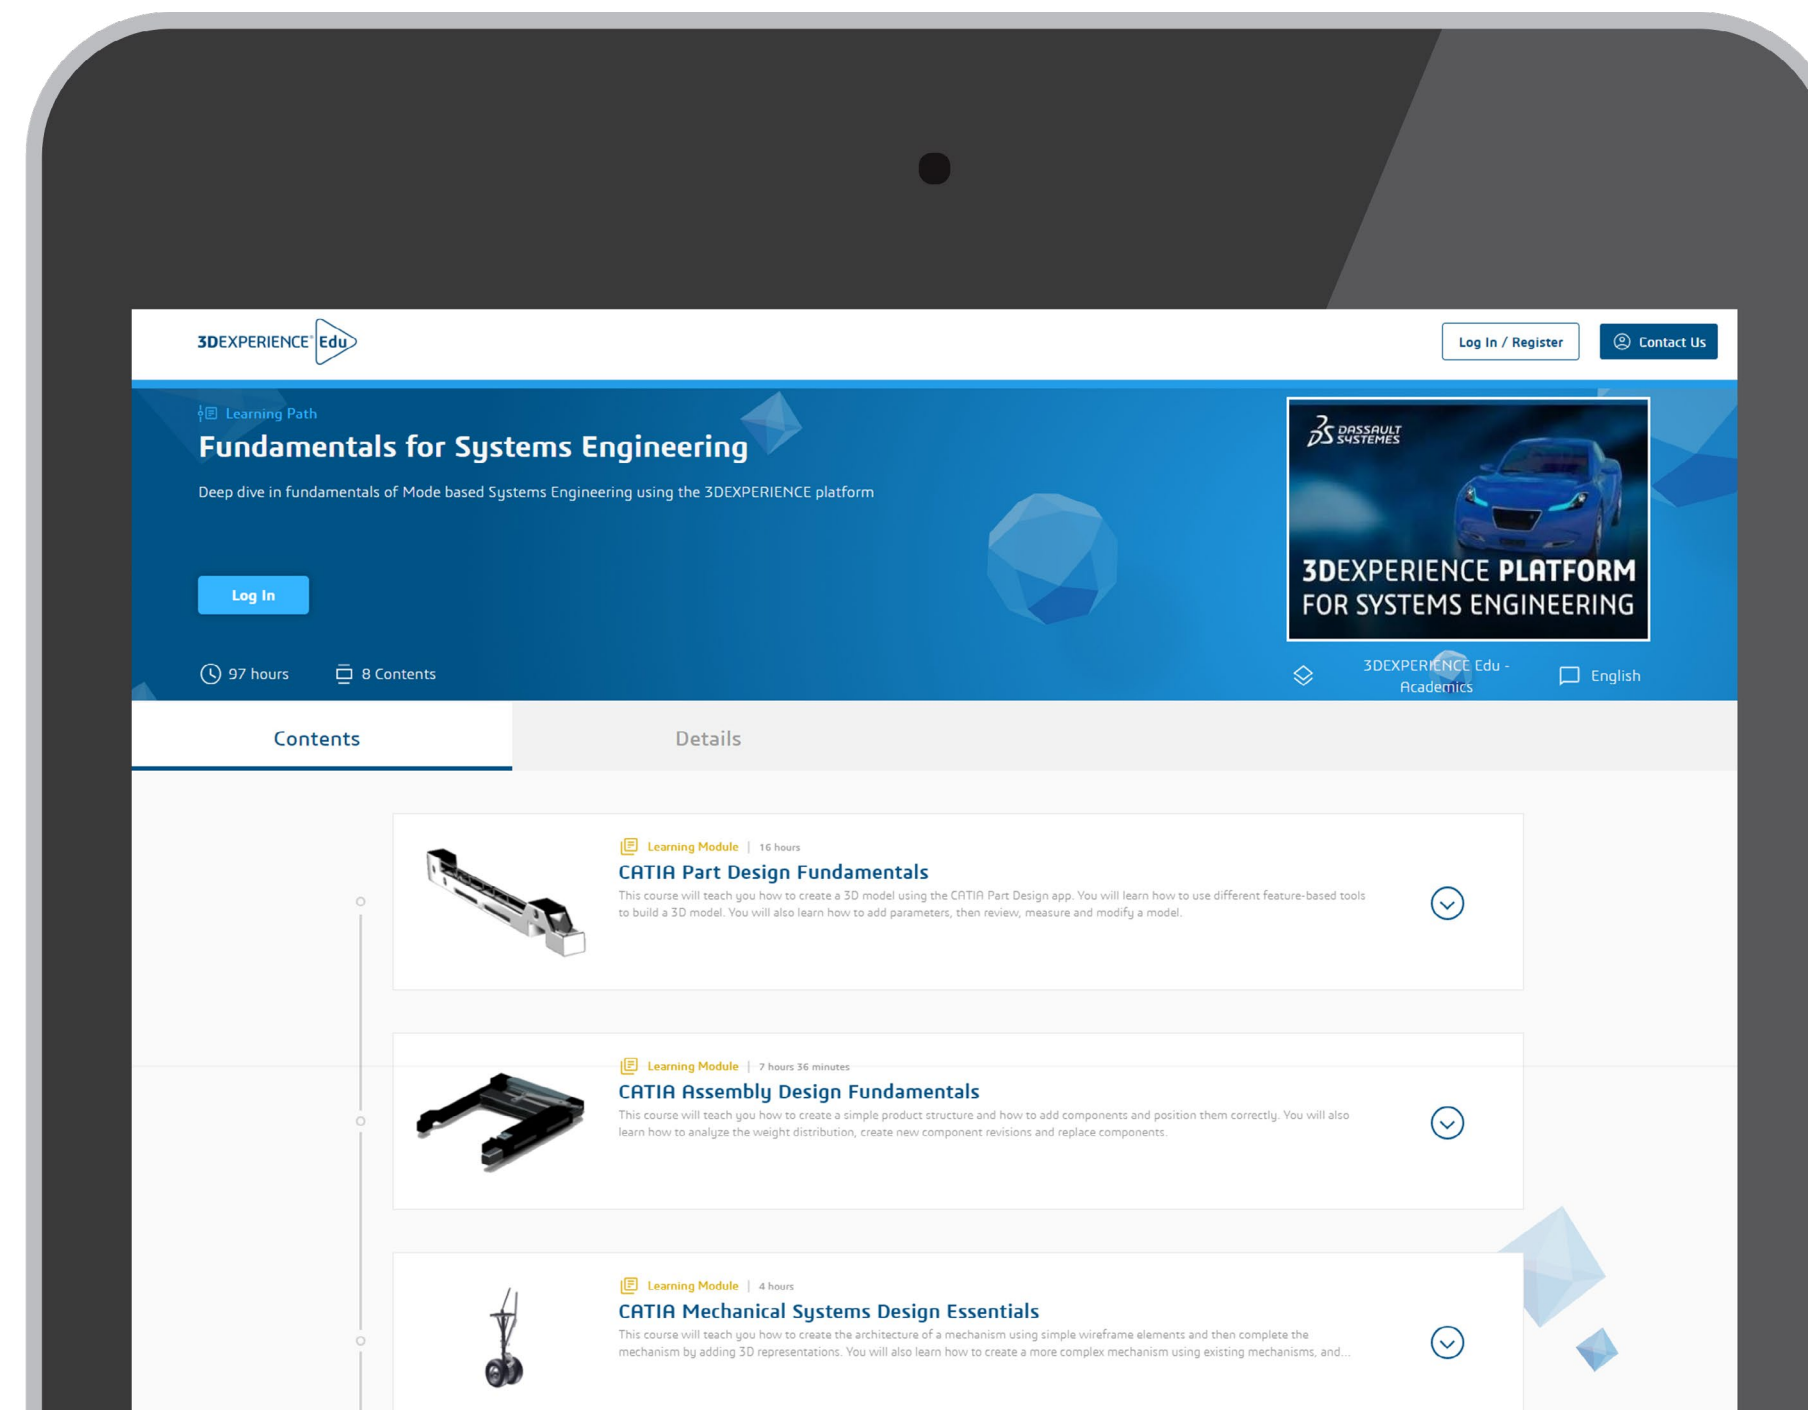 3DEXPERIENCE® Edu
Log In / Register
Contact Us
Learning Path
Fundamentals for Systems Engineering
Deep dive in fundamentals of Mode based Systems Engineering using the 3DEXPERIENCE platform
Log In
97 hours
8 Contents
DASSAULT
SYSTEMES
3DEXPERIENCE PLATFORM
FOR SYSTEMS ENGINEERING
3DEXPERIENCE Edu -
Academics
English
Contents
Details
Learning Module | 16 hours
CATIA Part Design Fundamentals
This course will teach you how to create a 3D model using the CATIA Part Design app. You will learn how to use different feature-based tools
to build a 3D model. You will also learn how to add parameters, then review, measure and modify a model.
Learning Module | 7 hours 36 minutes
CATIA Assembly Design Fundamentals
This course will teach you how to create a simple product structure and how to add components and position them correctly. You will also
learn how to analyze the weight distribution, create new component revisions and replace components.
Learning Module | 4 hours
CATIA Mechanical Systems Design Essentials
This course will teach you how to create the architecture of a mechanism using simple wireframe elements and then complete the
mechanism by adding 3D representations. You will also learn how to create a more complex mechanism using existing mechanisms, and...